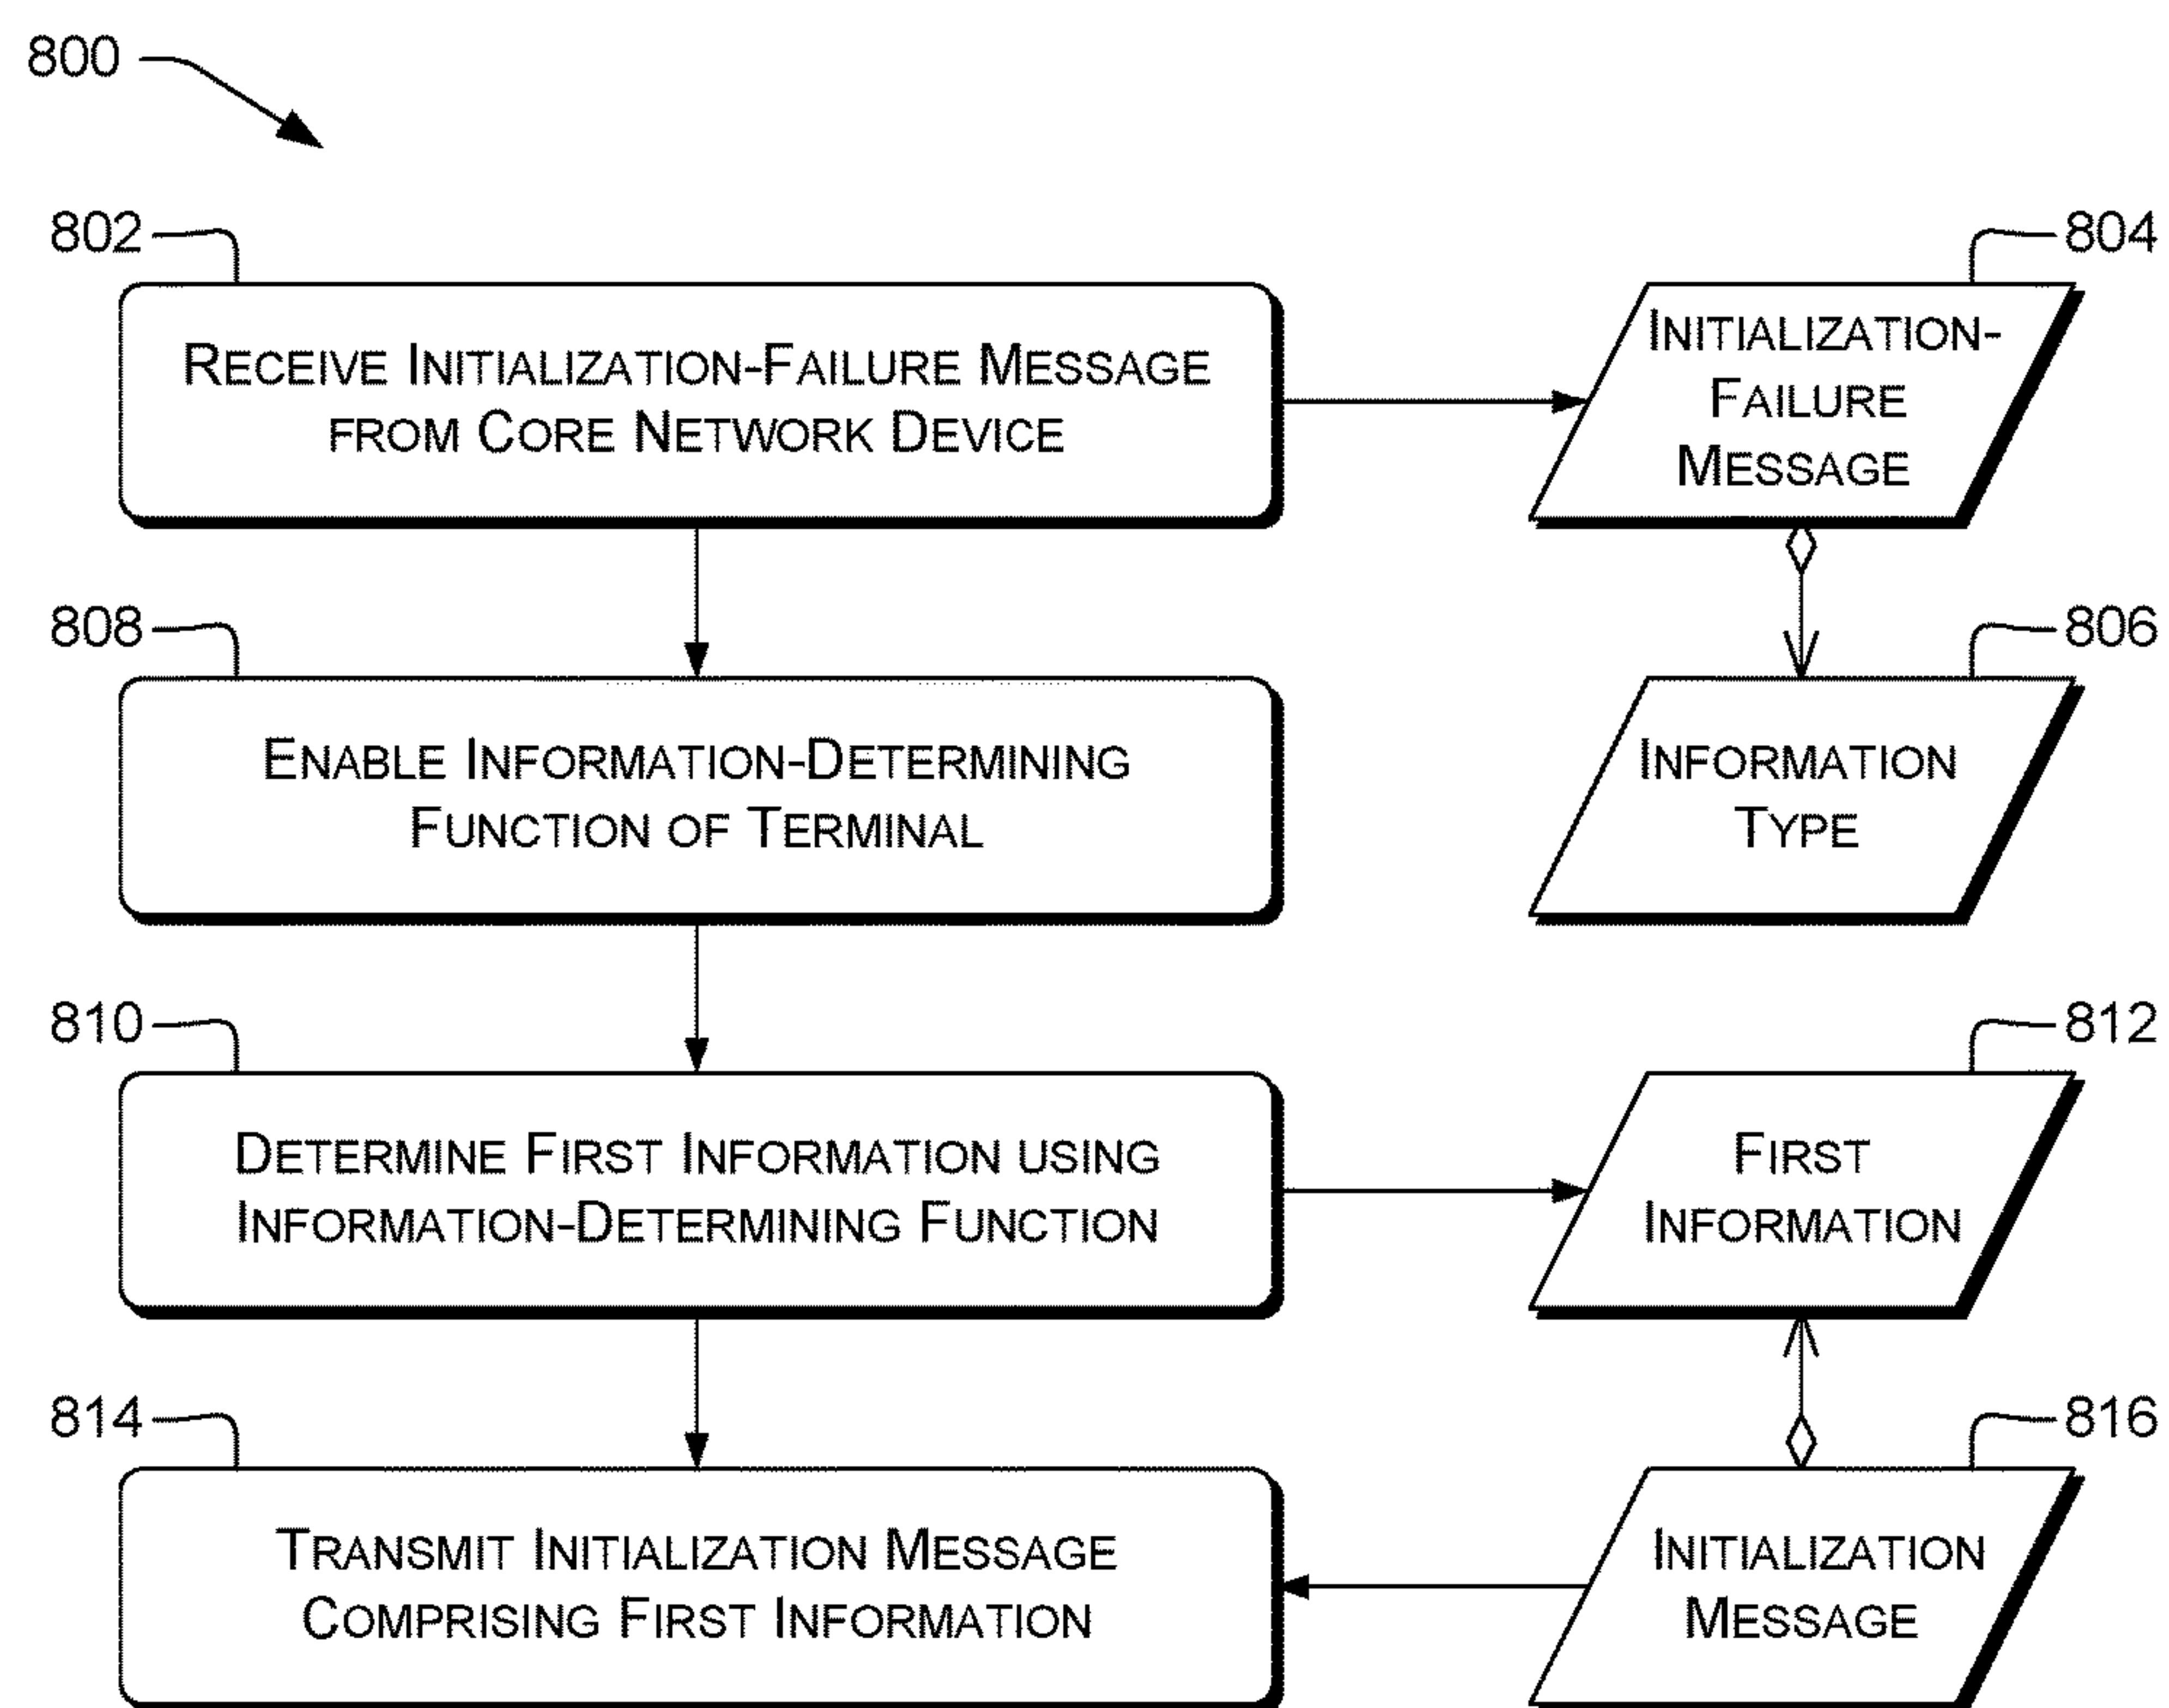 800
802
RECEIVE INITIALIZATION-FAILURE MESSAGE
FROM CORE NETWORK DEVICE
804
INITIALIZATION-
FAILURE
MESSAGE
808
ENABLE INFORMATION-DETERMINING
FUNCTION OF TERMINAL
806
INFORMATION
TYPE
810
DETERMINE FIRST INFORMATION USING
INFORMATION-DETERMINING FUNCTION
812
FIRST
INFORMATION
814
TRANSMIT INITIALIZATION MESSAGE
COMPRISING FIRST INFORMATION
816
INITIALIZATION
MESSAGE